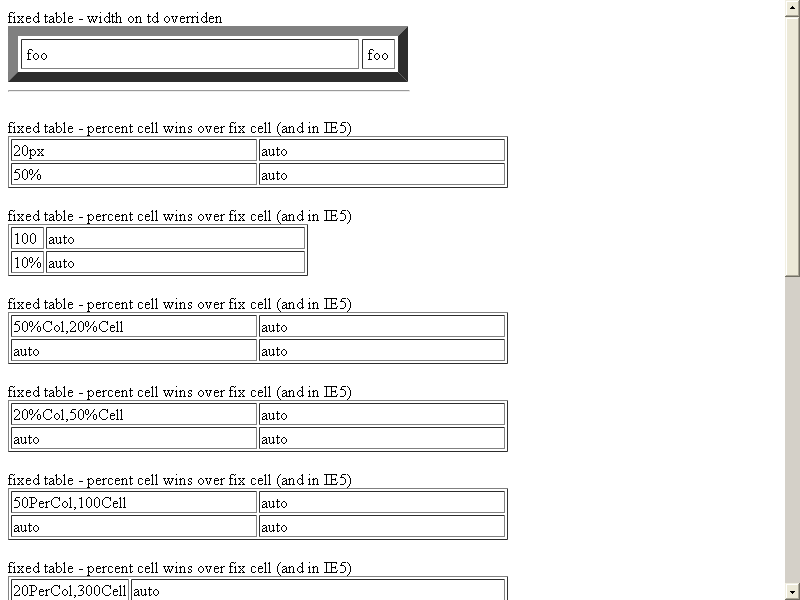 fixed table - width on td overriden
foo foo
fixed table - percent cell wins over fix cell (and in IE5)
20px auto
50% auto
fixed table - percent cell wins over fix cell (and in IE5)
100 auto
10% auto
fixed table - percent cell wins over fix cell (and in IE5)
50%Col,20%Cell auto
auto auto
fixed table - percent cell wins over fix cell (and in IE5)
20%Col,50%Cell auto
auto auto
fixed table - percent cell wins over fix cell (and in IE5)
50PerCol,100Cell auto
auto auto
fixed table - percent cell wins over fix cell (and in IE5)
20PerCol,300Cell auto